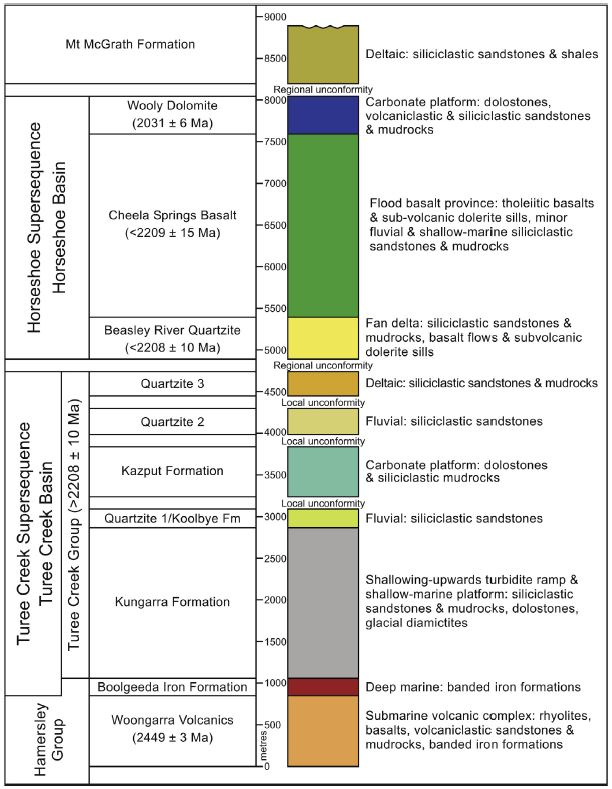 9000
Mt McGrath Formation
8500
Deltaic: siliciclastic sandstones & shales
Regional unconformity
Horseshoe Supersequence
Horseshoe Basin
8000
Wooly Dolomite
(2031 ± 6 Ma)
Carbonate platform: dolostones,
volcaniclastic & siliciclastic sandstones
& mudrocks
7500
7000
Cheela Springs Basalt
(<2209 ± 15 Ma)
6500
Flood basalt province: tholeiitic basalts
& sub-volcanic dolerite sills, minor
fluvial & shallow-marine siliciclastic
sandstones & mudrocks
6000
5500
Beasley River Quartzite
(<2208 ± 10 Ma)
5000
Fan delta: siliciclastic sandstones &
mudrocks, basalt flows & subvolcanic
dolerite sills
Regional unconformity
Turee Creek Supersequence
Turee Creek Basin
Turee Creek Group (>2208 ± 10 Ma)
Quartzite 3
4500
Deltaic: siliciclastic sandstones & mudrocks
Local unconformity
Quartzite 2
4000
Fluvial: siliciclastic sandstones
Local unconformity
Kazput Formation
3500
Carbonate platform: dolostones
& siliciclastic mudrocks
Local unconformity
Quartzite 1/Koolbye Fm
3000
Fluvial: siliciclastic sandstones
2500
Kungarra Formation
2000
1500
Shallowing-upwards turbidite ramp &
shallow-marine platform: siliciclastic
sandstones & mudrocks, dolostones,
glacial diamictites
Boolgeeda Iron Formation
1000
Deep marine: banded iron formations
Hamersley
Group
Woongarra Volcanics
(2449 ± 3 Ma)
500
metres
0
Submarine volcanic complex: rhyolites,
basalts, volcaniclastic sandstones &
mudrocks, banded iron formations